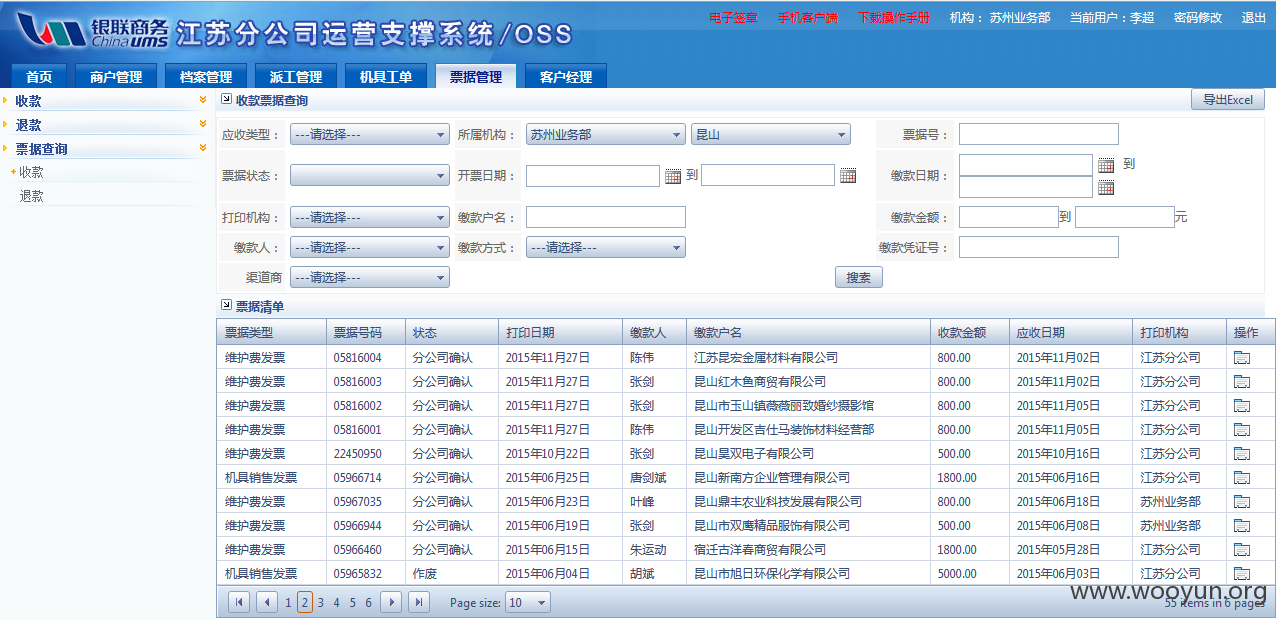 银联商务 China ums 江苏分公司运营支撑系统/OSS
电子签章 手机客户端 下载操作手册 机构： 苏州业务部 当前用户：李超 密码修改 退出
首页 商户管理 档案管理 派工管理 机具工单 票据管理 客户经理
收款
退款
票据查询
收款
退款
收款票据查询 导出Excel
应收类型： ---请选择--- 所属机构： 苏州业务部 昆山 票据号：
票据状态： 开票日期： 到 缴款日期： 到
打印机构： ---请选择--- 缴款户名： 缴款金额： 到 元
缴款人： ---请选择--- 缴款方式： ---请选择--- 缴款凭证号：
渠道商 ---请选择--- 搜索
票据清单
票据类型 票据号码 状态 打印日期 缴款人 缴款户名 收款金额 应收日期 打印机构 操作
维护费发票 05816004 分公司确认 2015年11月27日 陈伟 江苏昆宏金属材料有限公司 800.00 2015年11月02日 江苏分公司
维护费发票 05816003 分公司确认 2015年11月27日 张剑 昆山红木鱼商贸有限公司 800.00 2015年11月02日 江苏分公司
维护费发票 05816002 分公司确认 2015年11月27日 张剑 昆山市玉山镇薇薇丽致婚纱摄影馆 800.00 2015年11月05日 江苏分公司
维护费发票 05816001 分公司确认 2015年11月27日 陈伟 昆山开发区吉仕马装饰材料经营部 800.00 2015年11月05日 江苏分公司
维护费发票 22450950 分公司确认 2015年10月22日 张剑 昆山昊双电子有限公司 500.00 2015年10月16日 江苏分公司
机具销售发票 05966714 分公司确认 2015年06月25日 唐剑斌 昆山新南方企业管理有限公司 1800.00 2015年06月16日 江苏分公司
维护费发票 05967035 分公司确认 2015年06月23日 叶峰 昆山鼎丰农业科技发展有限公司 800.00 2015年06月18日 苏州业务部
维护费发票 05966944 分公司确认 2015年06月19日 张剑 昆山市双鹰精品服饰有限公司 500.00 2015年06月08日 苏州业务部
维护费发票 05966460 分公司确认 2015年06月15日 朱运动 宿迁古洋春商贸有限公司 1800.00 2015年05月28日 江苏分公司
机具销售发票 05965832 作废 2015年06月04日 胡斌 昆山市旭日环保化学有限公司 5000.00 2015年06月03日 江苏分公司
1 2 3 4 5 6 Page size: 10 55 items in 6 pages
www.wooyun.org